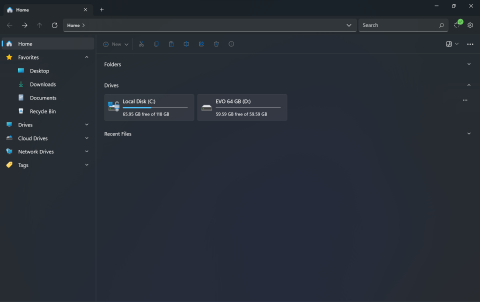 Home
Home
Search
Home
New
Favorites
Folders
Desktop
Downloads
Drives
Documents
Local Disk (C:)
EVO 64 GB (D:)
Recycle Bin
65.95 GB free of 118 GB
59.59 GB free of 59.59 GB
Drives
Recent Files
Cloud Drives
Network Drives
Tags